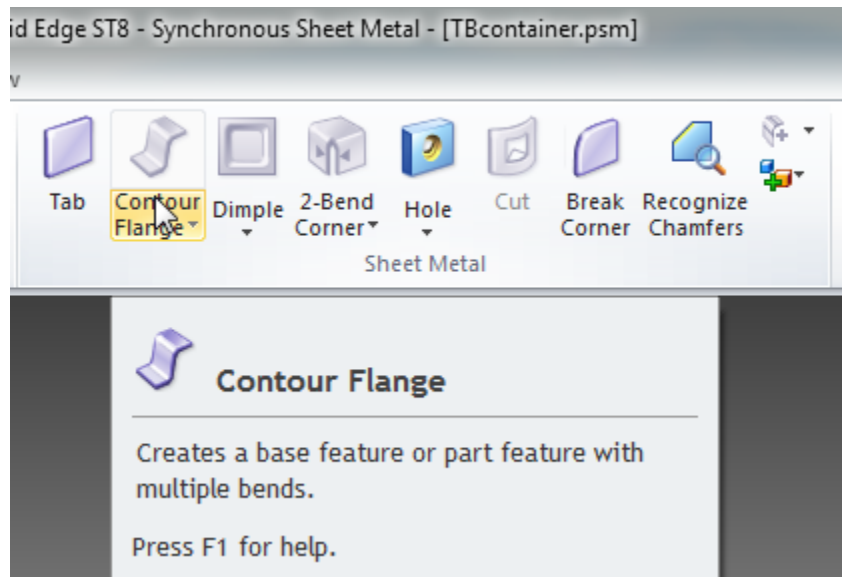 id Edge ST8 - Synchronous Sheet Metal - [TBcontainer.psm]
Tab
Contour
Flange
Dimple
2-Bend
Corner
Hole
Cut
Break
Corner
Recognize
Chamfers
Sheet Metal
Contour Flange
Creates a base feature or part feature with
multiple bends.
Press F1 for help.